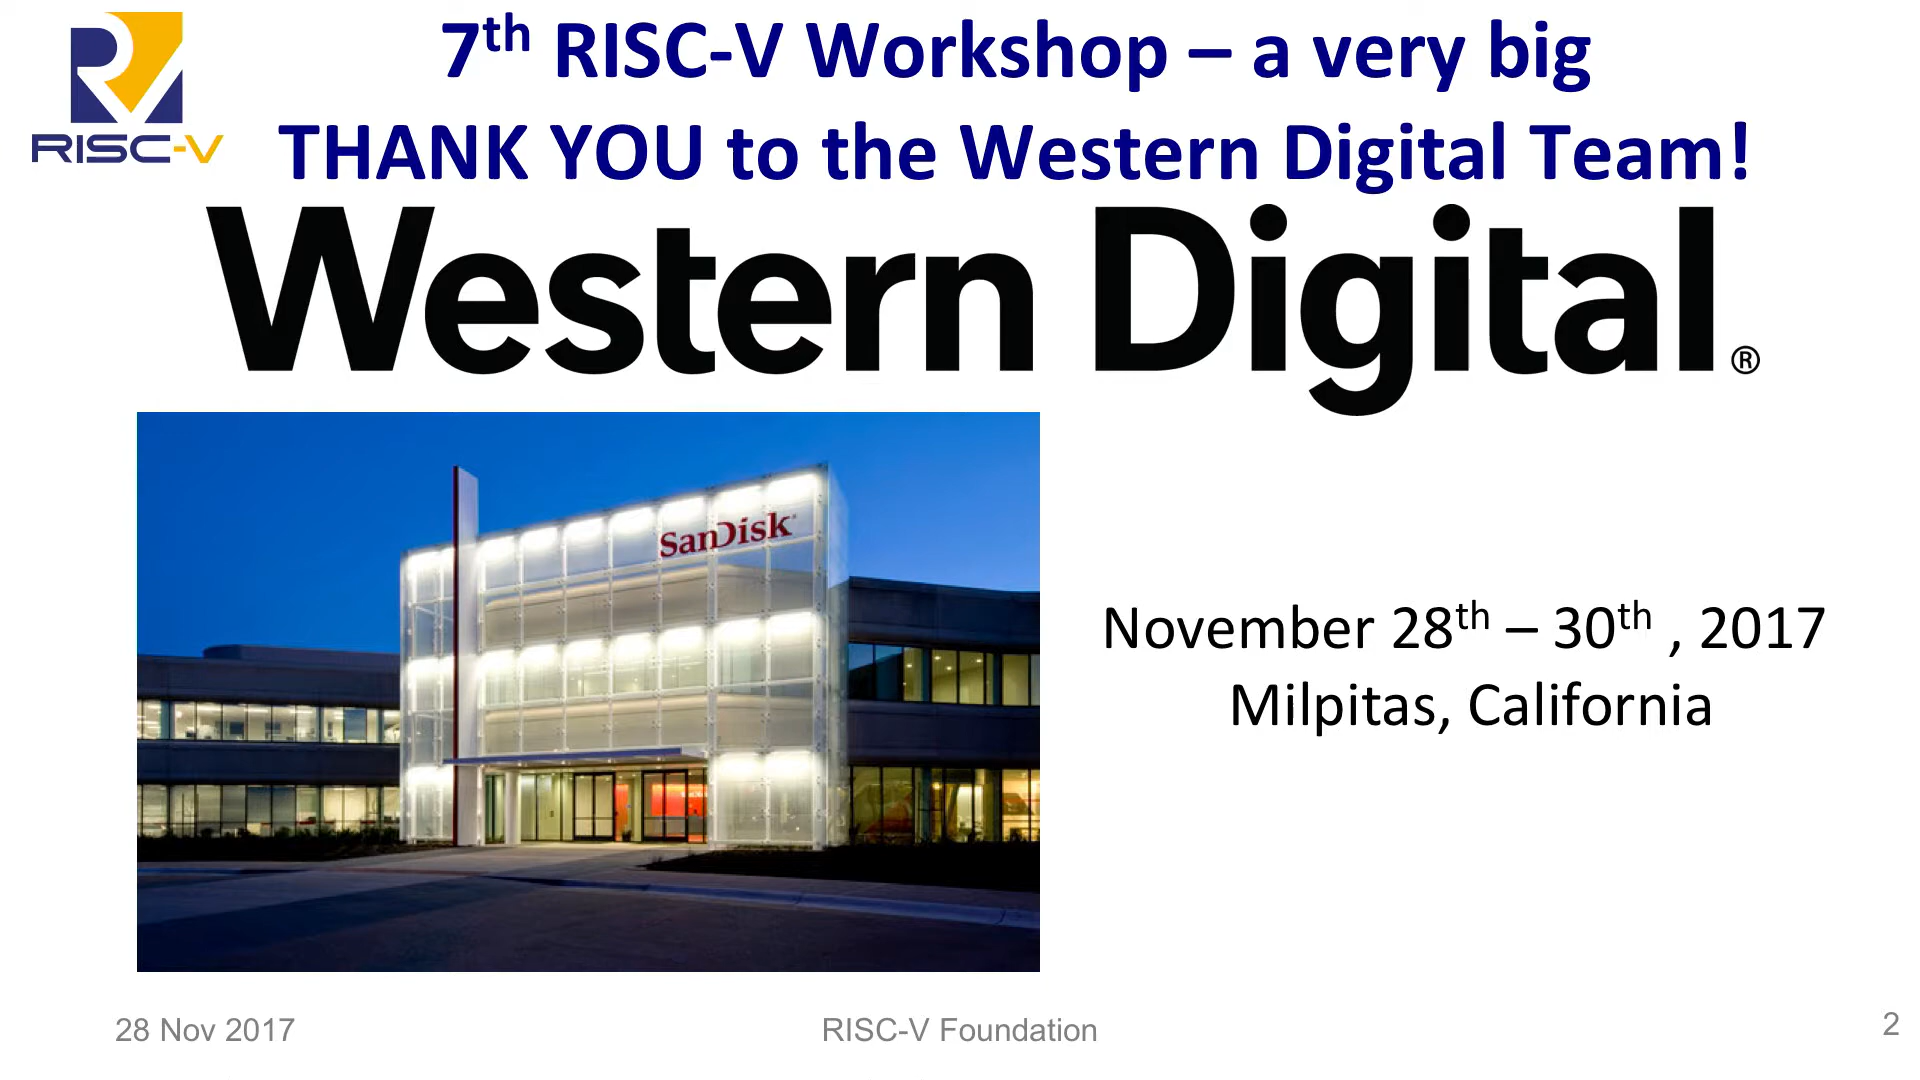 RISC-V
7th RISC-V Workshop – a very big
THANK YOU to the Western Digital Team!
Western Digital®
SanDisk®
November 28th – 30th , 2017
Milpitas, California
28 Nov 2017
RISC-V Foundation
2